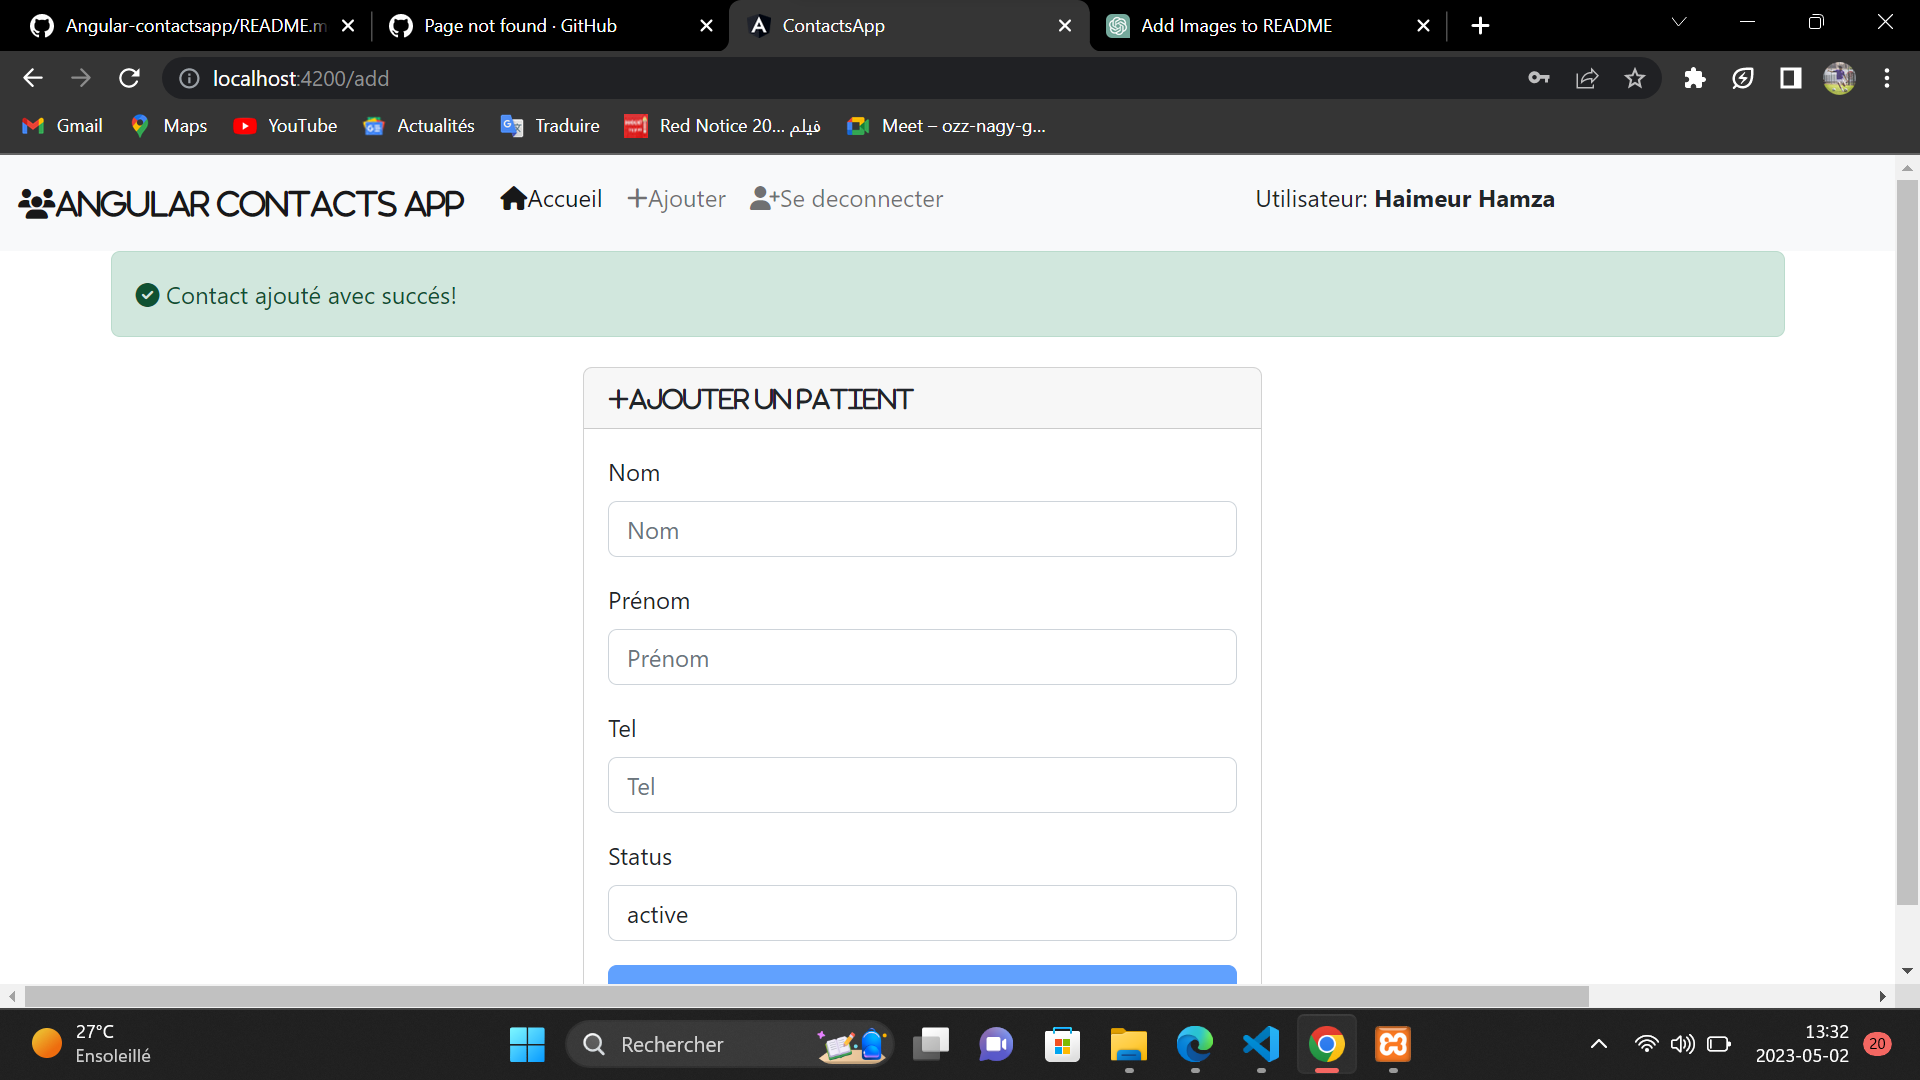 Angular-contactsapp/README.m
Page not found · GitHub
ContactsApp
Add Images to README
localhost:4200/add
Gmail
Maps
YouTube
Actualités
Traduire
Red Notice 20... فيلم
Meet – ozz-nagy-g...
ANGULAR CONTACTS APP
Accueil
Ajouter
Se deconnecter
Utilisateur: Haimeur Hamza
Contact ajouté avec succés!
+AJOUTER UN PATIENT
Nom
Nom
Prénom
Prénom
Tel
Tel
Status
active
27°C
Ensoleillé
Rechercher
13:32
2023-05-02
20